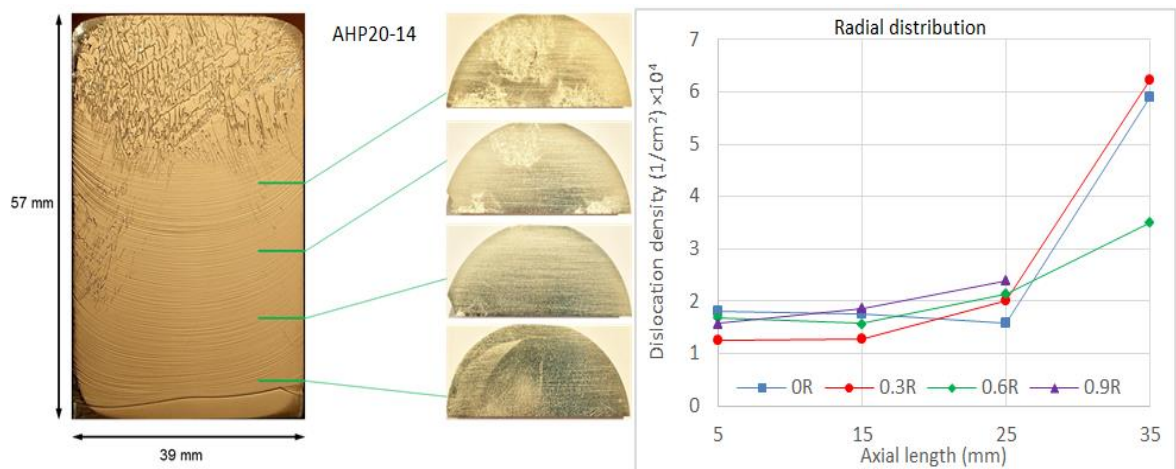 AHP20-14
57 mm
39 mm
Radial distribution
Dislocation density (1/cm²) ×10⁴
7
6
5
4
3
2
1
0
0R
0.3R
0.6R
0.9R
5
15
25
35
Axial length (mm)